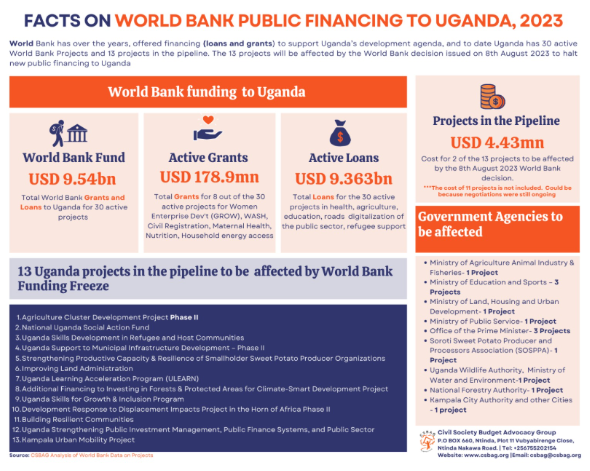 FACTS ON WORLD BANK PUBLIC FINANCING TO UGANDA, 2023
World Bank has over the years, offered financing (loans and grants) to support Uganda's development agenda, and to date Uganda has 30 active
World Bank Projects and 13 projects in the pipeline. The 13 projects will be affected by the World Bank decision issued on 8th August 2023 to halt
new public financing to Uganda
World Bank funding to Uganda
World Bank Fund
USD 9.54bn
Total World Bank Grants and
Loans to Uganda for 30 active
projects
Active Grants
USD 178.9mn
Total Grants for 8 out of the 30
active projects for Women
Enterprise Dev't (GROW), WASH,
Civil Registration, Maternal Health,
Nutrition, Household energy access
Active Loans
USD 9.363bn
Total Loans for the 30 active
projects in health, agriculture,
education, roads digitalization of
the public sector, refugee support
Projects in the Pipeline
USD 4.43mn
Cost for 2 of the 13 projects to be affected
by the 8th August 2023 World Bank
decision.
***The cost of 11 projects is not included. Could be
because negotiations were still ongoing
13 Uganda projects in the pipeline to be affected by World Bank
Funding Freeze
1. Agriculture Cluster Development Project Phase II
2. National Uganda Social Action Fund
3. Uganda Skills Development in Refugee and Host Communities
4. Uganda Support to Municipal Infrastructure Development - Phase II
5. Strengthening Productive Capacity & Resilience of Smallholder Sweet Potato Producer Organizations
6. Improving Land Administration
7. Uganda Learning Acceleration Program (ULEARN)
8. Additional Financing to Investing in Forests & Protected Areas for Climate-Smart Development Project
9. Uganda Skills for Growth & Inclusion Program
10. Development Response to Displacement Impacts Project in the Horn of Africa Phase II
11. Building Resilient Communities
12. Uganda Strengthening Public Investment Management, Public Finance Systems, and Public Sector
13. Kampala Urban Mobility Project
Source: CSBAG Analysis of World Bank Data on Projects
Government Agencies to
be affected
• Ministry of Agriculture Animal Industry &
Fisheries- 1 Project
• Ministry of Education and Sports - 3
Projects
• Ministry of Land, Housing and Urban
Development- 1 Project
• Ministry of Public Service- 1 Project
• Office of the Prime Minister- 3 Projects
• Soroti Sweet Potato Producer and
Processors Association (SOSPPA) - 1
Project
• Uganda Wildlife Authority, Ministry of
Water and Environment-1 Project
• National Forestry Authority- 1 Project
• Kampala City Authority and other Cities
- 1 project
Civil Society Budget Advocacy Group
P.O BOX 660, Ntinda, Plot 11 Vubyabirenge Close,
Ntinda Nakawa Road. | Tel: +256755202154
Website: www.csbag.org |Email: csbag@csbag.org